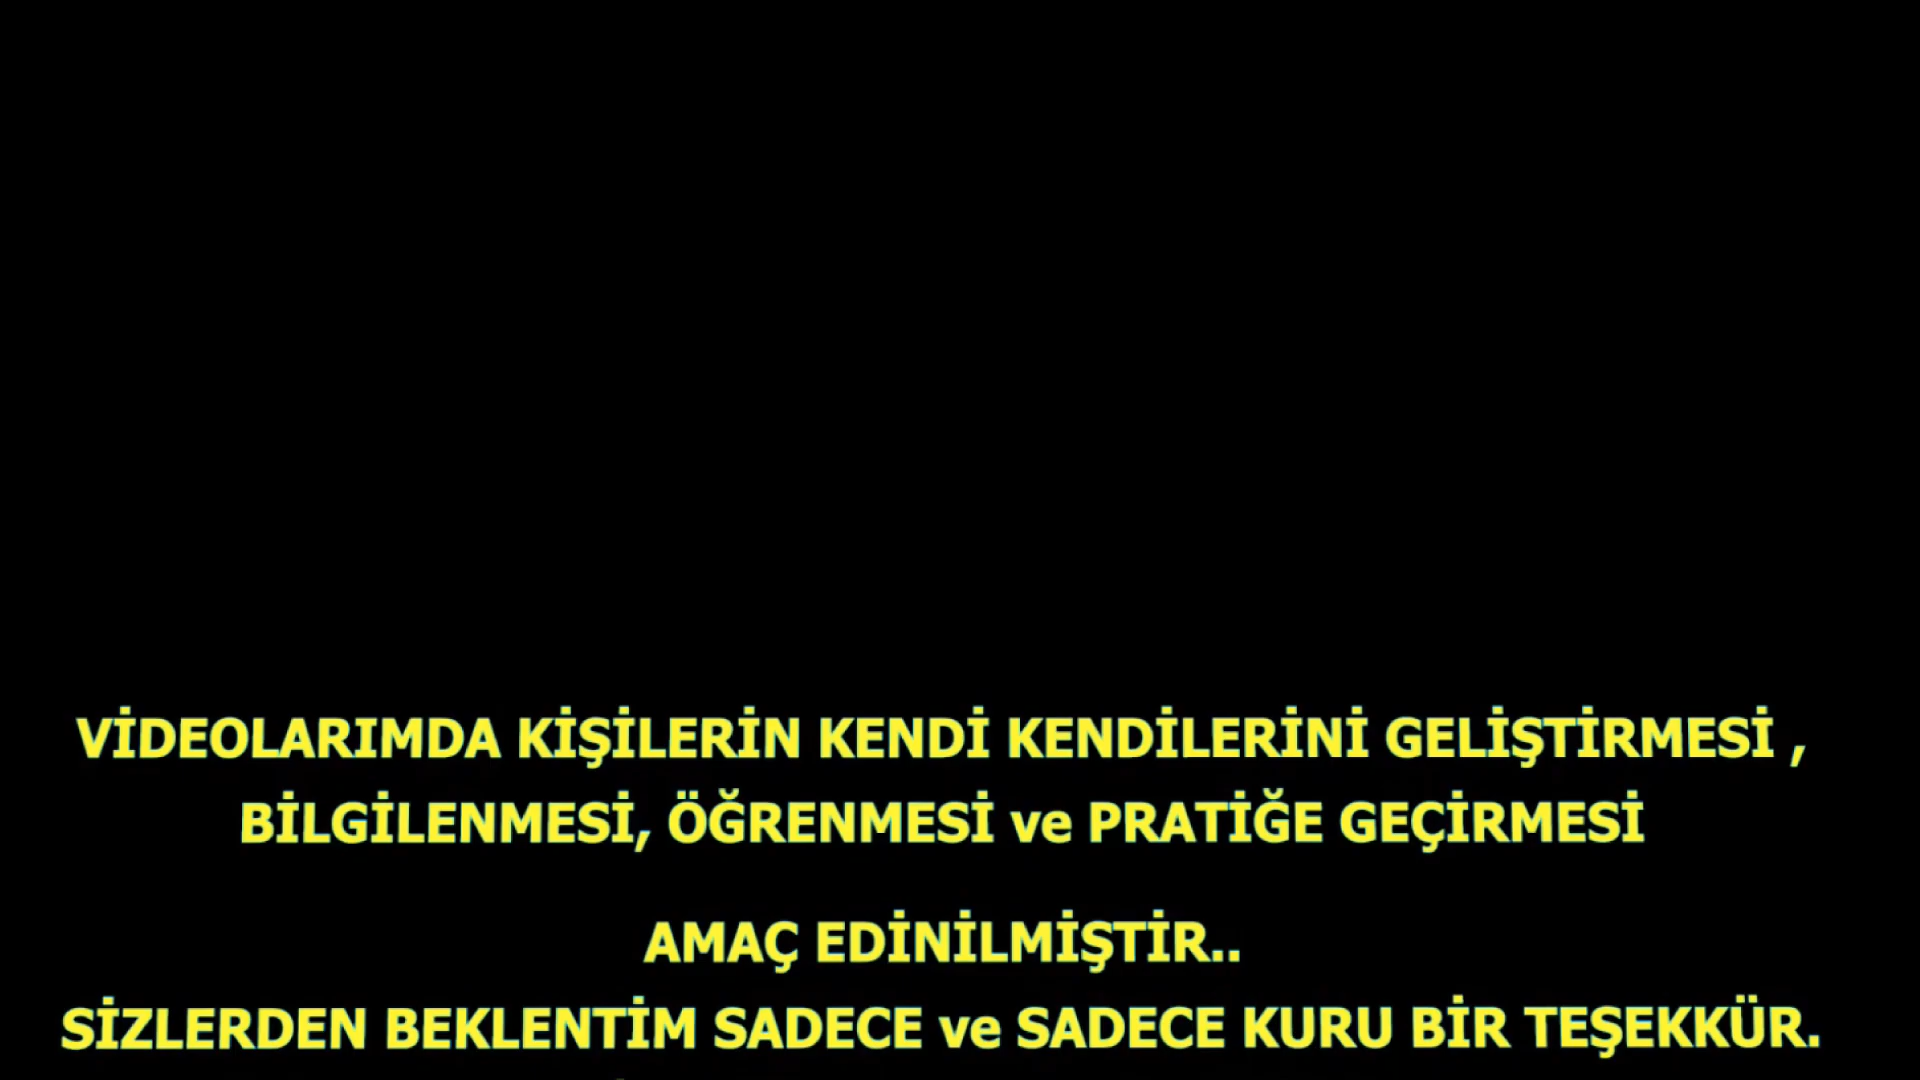 VİDEOLARIMDA KİŞİLERİN KENDİ KENDİLERİNİ GELİŞTİRMESİ ,
BİLGİLENMESİ, ÖĞRENMESİ ve PRATİĞE GEÇİRMESİ
AMAÇ EDİNİLMİŞTİR..
SİZLERDEN BEKLENTİM SADECE ve SADECE KURU BİR TEŞEKKÜR.